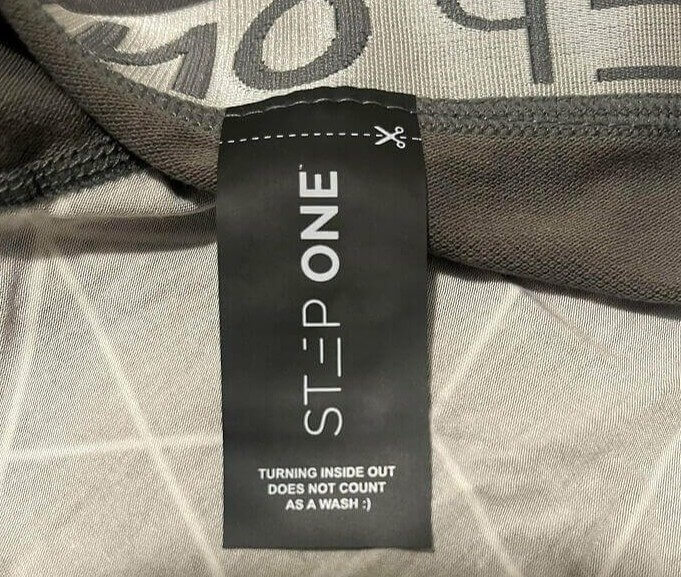 STEP ONE
TURNING INSIDE OUT
DOES NOT COUNT
AS A WASH :)